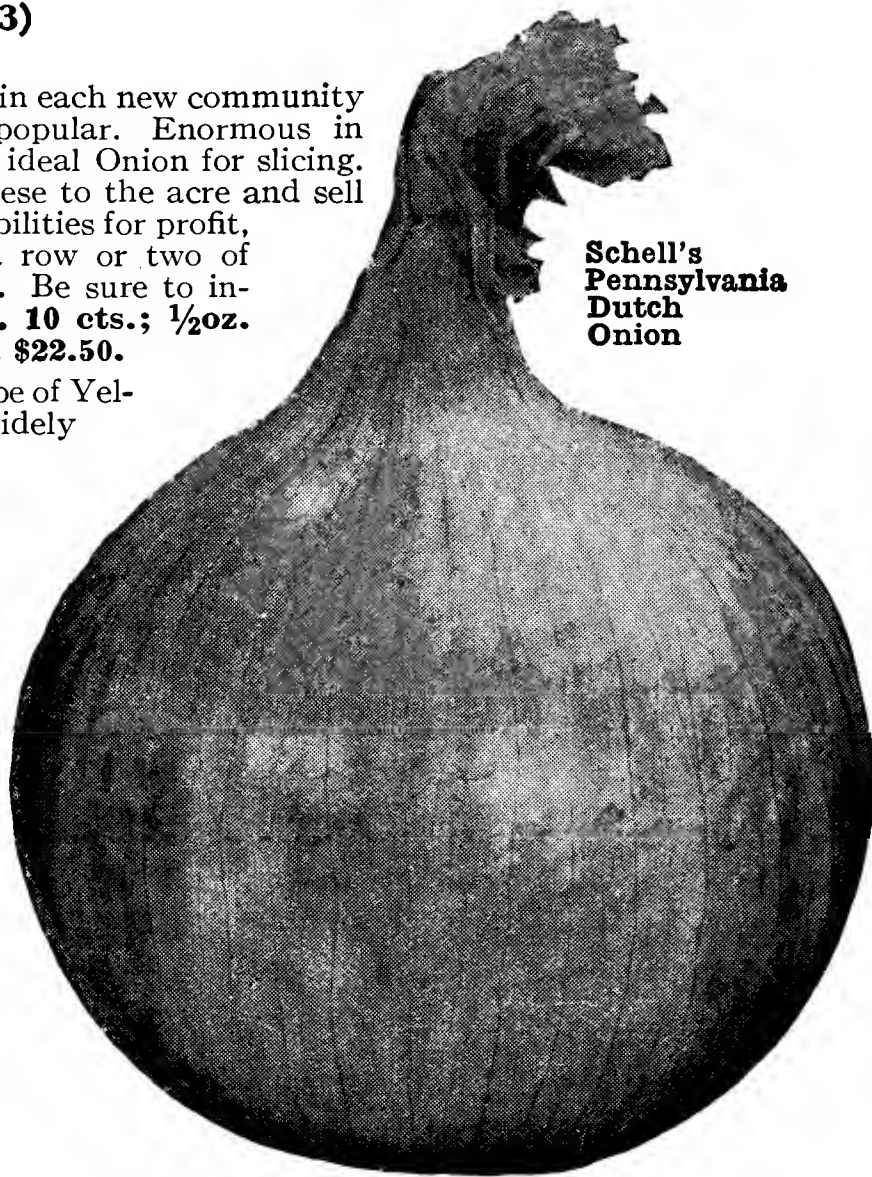 3)
in each new community
popular. Enormous in
ideal Onion for slicing.
ese to the acre and sell
bilities for profit,
row or two of
. Be sure to in-
. 10 cts.; ½oz.
$22.50.
pe of Yel-
idely
Schell's
Pennsylvania
Dutch
Onion